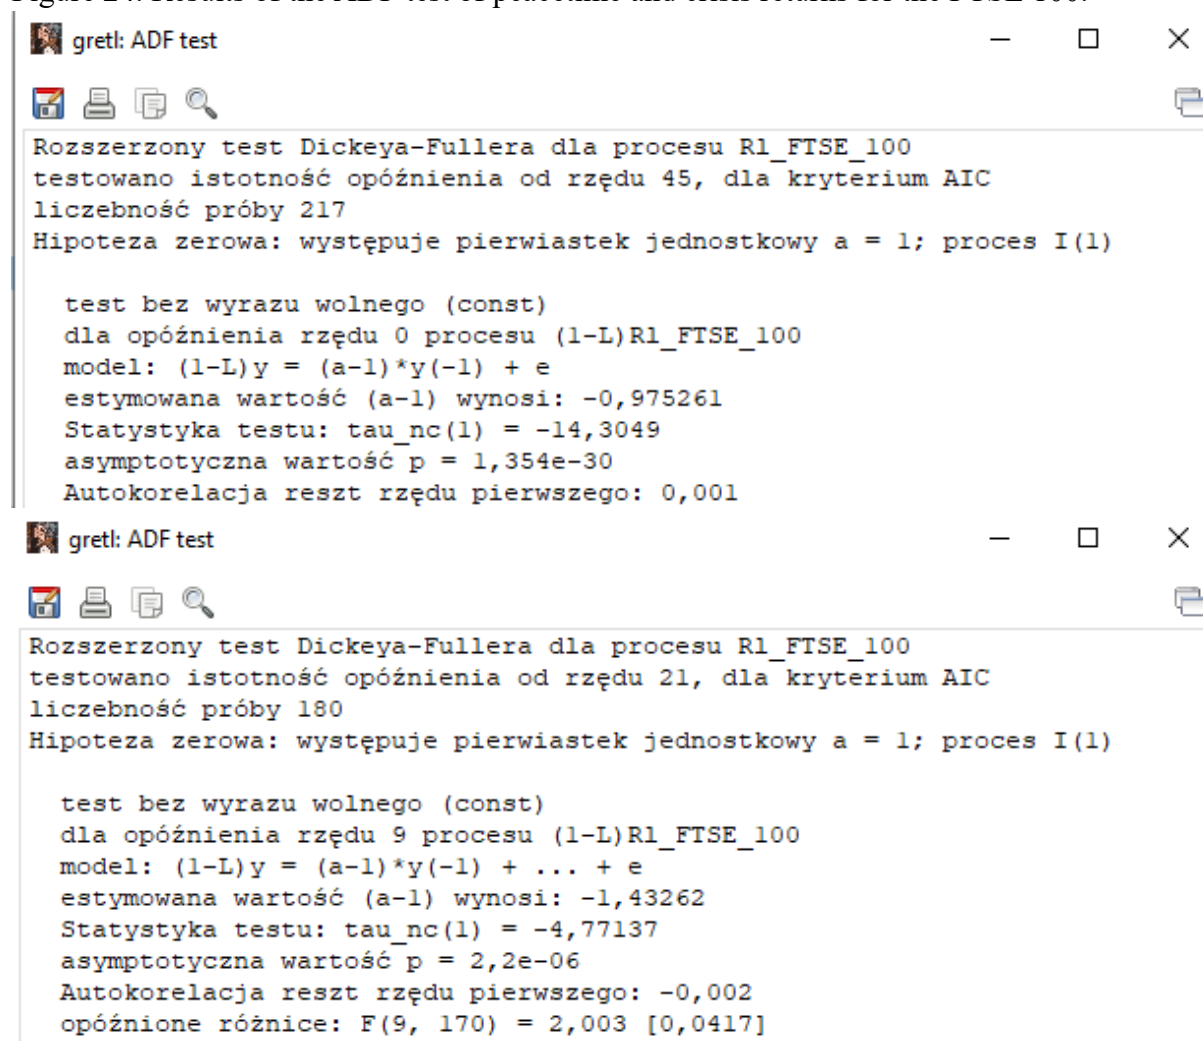 gretl: ADF test
Rozszerzony test Dickeya-Fullera dla procesu Rl_FTSE_100
testowano istotność opóźnienia od rzędu 45, dla kryterium AIC
liczebność próby 217
Hipoteza zerowa: występuje pierwiastek jednostkowy a = 1; proces I(1)
test bez wyrazu wolnego (const)
dla opóźnienia rzędu 0 procesu (1-L)Rl_FTSE_100
model: (1-L)y = (a-1)*y(-1) + e
estymowana wartość (a-1) wynosi: -0,975261
Statystyka testu: tau_nc(1) = -14,3049
asymptotyczna wartość p = 1,354e-30
Autokorelacja reszt rzędu pierwszego: 0,001
gretl: ADF test
Rozszerzony test Dickeya-Fullera dla procesu Rl_FTSE_100
testowano istotność opóźnienia od rzędu 21, dla kryterium AIC
liczebność próby 180
Hipoteza zerowa: występuje pierwiastek jednostkowy a = 1; proces I(1)
test bez wyrazu wolnego (const)
dla opóźnienia rzędu 9 procesu (1-L)Rl_FTSE_100
model: (1-L)y = (a-1)*y(-1) + ... + e
estymowana wartość (a-1) wynosi: -1,43262
Statystyka testu: tau_nc(1) = -4,77137
asymptotyczna wartość p = 2,2e-06
Autokorelacja reszt rzędu pierwszego: -0,002
opóźnione różnice: F(9, 170) = 2,003 [0,0417]